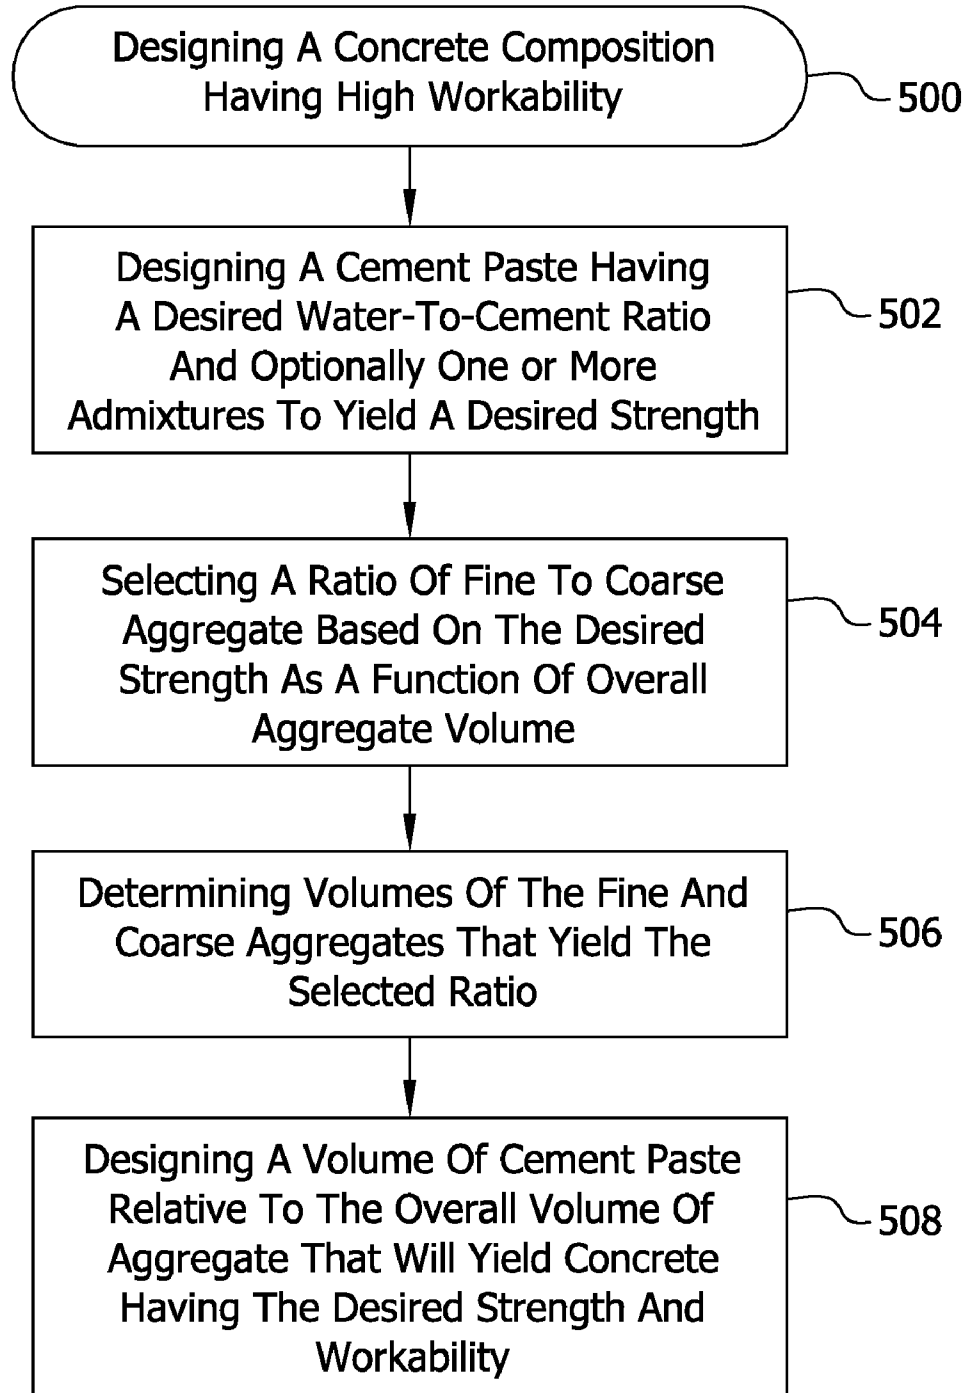 Designing A Concrete Composition
Having High Workability
500
Designing A Cement Paste Having
A Desired Water-To-Cement Ratio
And Optionally One or More
Admixtures To Yield A Desired Strength
502
Selecting A Ratio Of Fine To Coarse
Aggregate Based On The Desired
Strength As A Function Of Overall
Aggregate Volume
504
Determining Volumes Of The Fine And
Coarse Aggregates That Yield The
Selected Ratio
506
Designing A Volume Of Cement Paste
Relative To The Overall Volume Of
Aggregate That Will Yield Concrete
Having The Desired Strength And
Workability
508